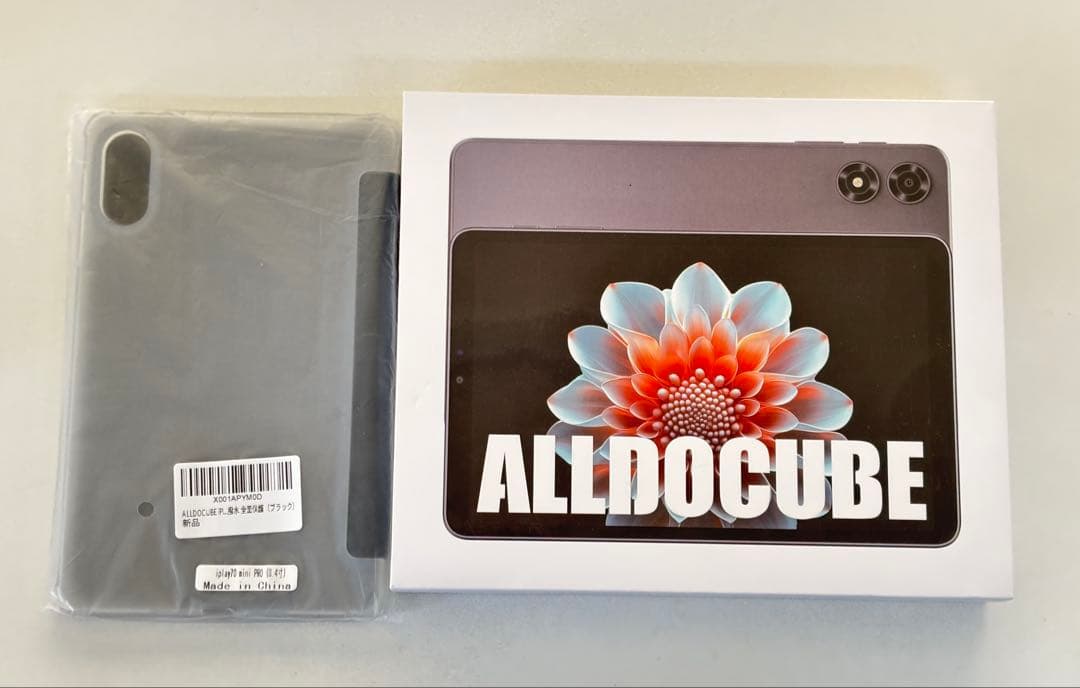 X001APYM0D
ALLDOCUBE iP...撥水 全面保護 (ブラック)
新品
iplay70 mini PRO (8.4寸)
Made in China
ALLDOCUBE